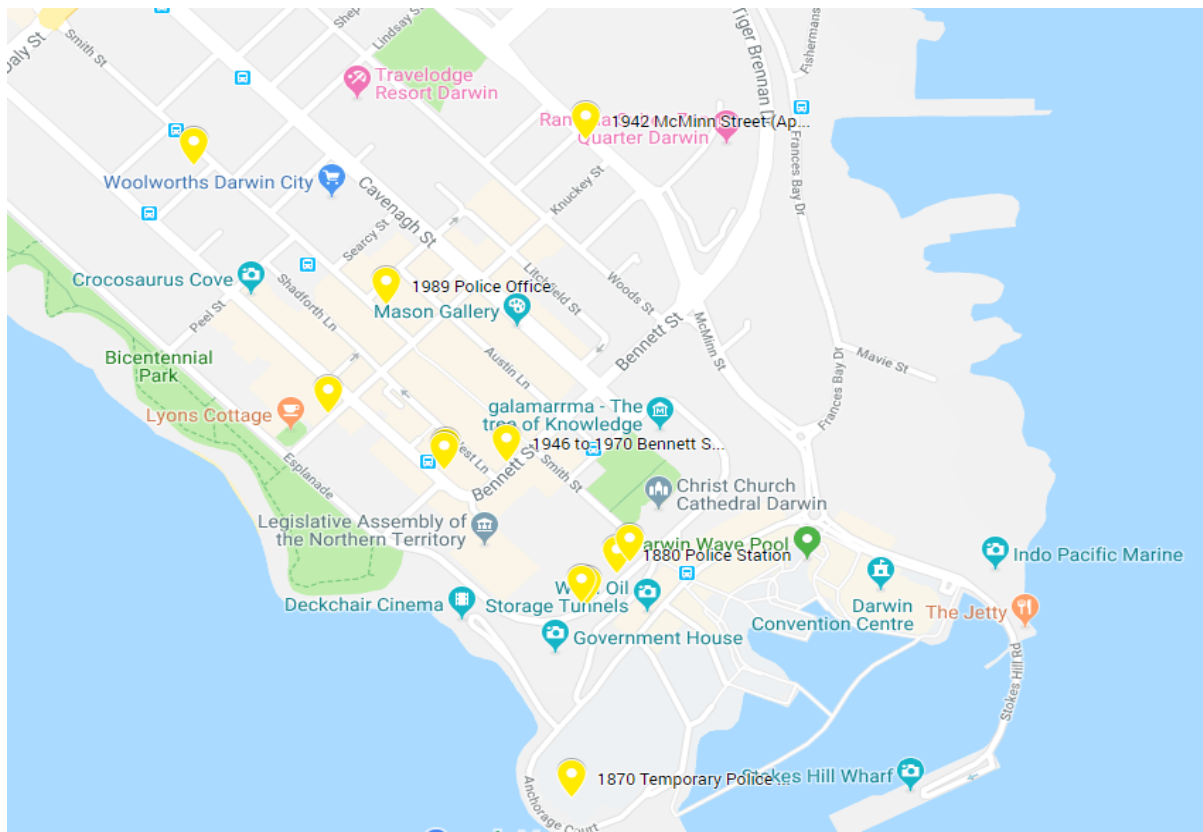 Daly St
Smith St
Lindsay St
Tiger Brennan D
Fishermans
Travelodge
Resort Darwin
1942 McMinn Street (Ap...
Quarter Darwin
Frances Bay Dr
Woolworths Darwin City
Cavenagh St
Knuckey St
Searcy St
Crocosaurus Cove
Shadforth Ln
1989 Police Office
Mason Gallery
Litchfield St
Woods St
Bennett St
McMinn St
Peel St
Mavie St
Frances Bay Dr
Bicentennial
Park
Austin Ln
Lyons Cottage
galamarrma - The
tree of Knowledge
1946 to 1970 Bennett S...
Esplanade
West Ln
Bennett St
Smith St
Christ Church
Cathedral Darwin
Legislative Assembly of
the Northern Territory
Darwin Wave Pool
1880 Police Station
Indo Pacific Marine
Oil
Storage Tunnels
Deckchair Cinema
Darwin
Convention Centre
The Jetty
Government House
Stokes Hill Rd
1870 Temporary Police ...
Stokes Hill Wharf
Anchorage Court